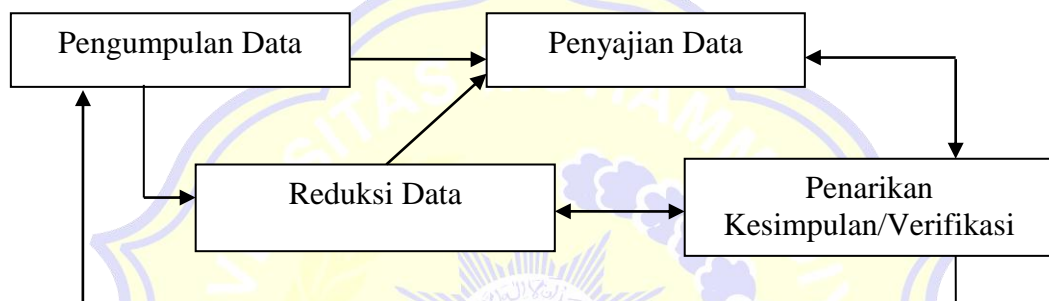 Pengumpulan Data
Penyajian Data
Reduksi Data
Penarikan
Kesimpulan/Verifikasi